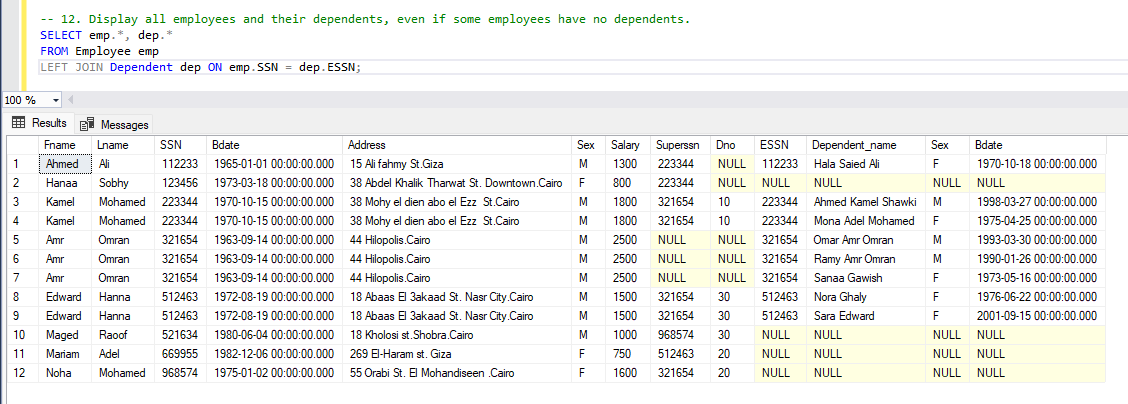 -- 12. Display all employees and their dependents, even if some employees have no dependents.
SELECT emp.*, dep.*
FROM Employee emp
LEFT JOIN Dependent dep ON emp.SSN = dep.ESSN;
100 %
Results Messages
Fname Lname SSN Bdate Address Sex Salary Superssn Dno ESSN Dependent_name Sex Bdate
1 Ahmed Ali 112233 1965-01-01 00:00:00.000 15 Ali fahmy St.Giza M 1300 223344 NULL 112233 Hala Saied Ali F 1970-10-18 00:00:00.000
2 Hanaa Sobhy 123456 1973-03-18 00:00:00.000 38 Abdel Khalik Tharwat St. Downtown.Cairo F 800 223344 NULL NULL NULL NULL NULL
3 Kamel Mohamed 223344 1970-10-15 00:00:00.000 38 Mohy el dien abo el Ezz St.Cairo M 1800 321654 10 223344 Ahmed Kamel Shawki M 1998-03-27 00:00:00.000
4 Kamel Mohamed 223344 1970-10-15 00:00:00.000 38 Mohy el dien abo el Ezz St.Cairo M 1800 321654 10 223344 Mona Adel Mohamed F 1975-04-25 00:00:00.000
5 Amr Omran 321654 1963-09-14 00:00:00.000 44 Hilopolis.Cairo M 2500 NULL NULL 321654 Omar Amr Omran M 1993-03-30 00:00:00.000
6 Amr Omran 321654 1963-09-14 00:00:00.000 44 Hilopolis.Cairo M 2500 NULL NULL 321654 Ramy Amr Omran M 1990-01-26 00:00:00.000
7 Amr Omran 321654 1963-09-14 00:00:00.000 44 Hilopolis.Cairo M 2500 NULL NULL 321654 Sanaa Gawish F 1973-05-16 00:00:00.000
8 Edward Hanna 512463 1972-08-19 00:00:00.000 18 Abaas El 3akaad St. Nasr City.Cairo M 1500 321654 30 512463 Nora Ghaly F 1976-06-22 00:00:00.000
9 Edward Hanna 512463 1972-08-19 00:00:00.000 18 Abaas El 3akaad St. Nasr City.Cairo M 1500 321654 30 512463 Sara Edward F 2001-09-15 00:00:00.000
10 Maged Raoof 521634 1980-06-04 00:00:00.000 18 Kholosi st.Shobra.Cairo M 1000 968574 30 NULL NULL NULL NULL
11 Mariam Adel 669955 1982-12-06 00:00:00.000 269 El-Haram st. Giza F 750 512463 20 NULL NULL NULL NULL
12 Noha Mohamed 968574 1975-01-02 00:00:00.000 55 Orabi St. El Mohandiseen .Cairo F 1600 321654 20 NULL NULL NULL NULL